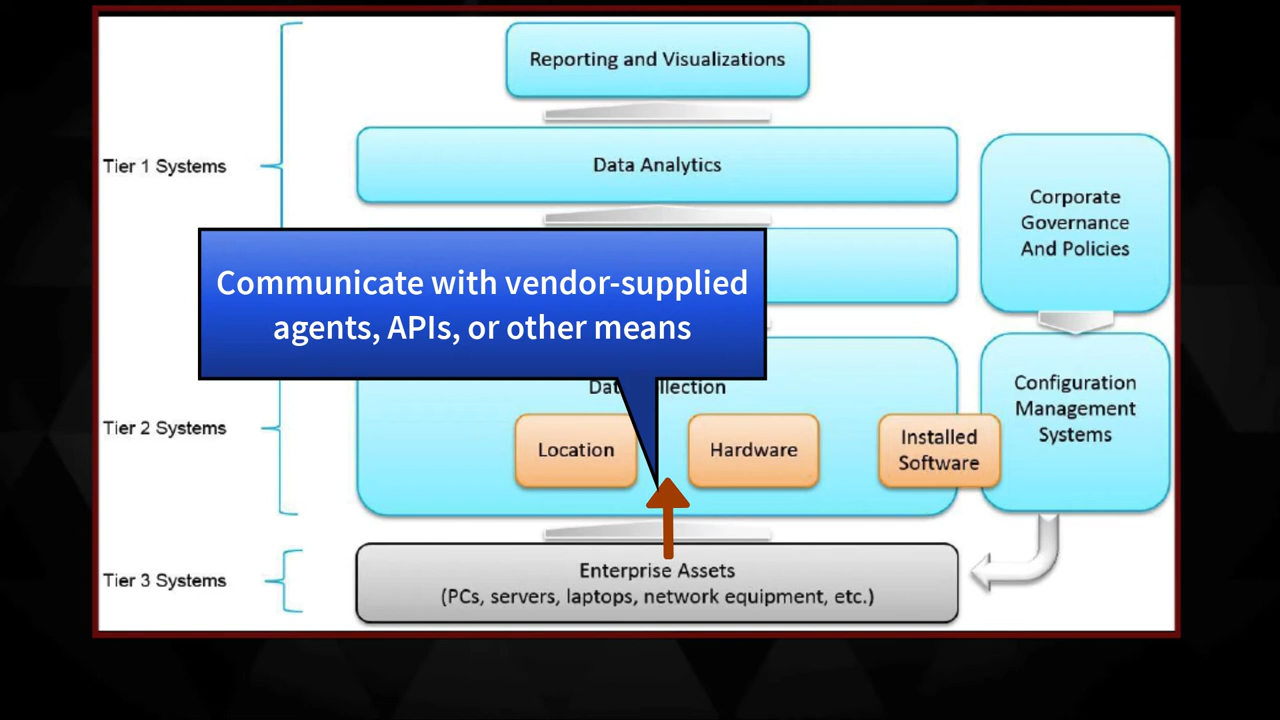 Reporting and Visualizations
Tier 1 Systems
Data Analytics
Corporate
Governance
And Policies
Communicate with vendor-supplied
agents, APIs, or other means
Configuration
Management
Systems
Tier 2 Systems
Location
Hardware
Installed
Software
Tier 3 Systems
Enterprise Assets
(PCs, servers, laptops, network equipment, etc.)